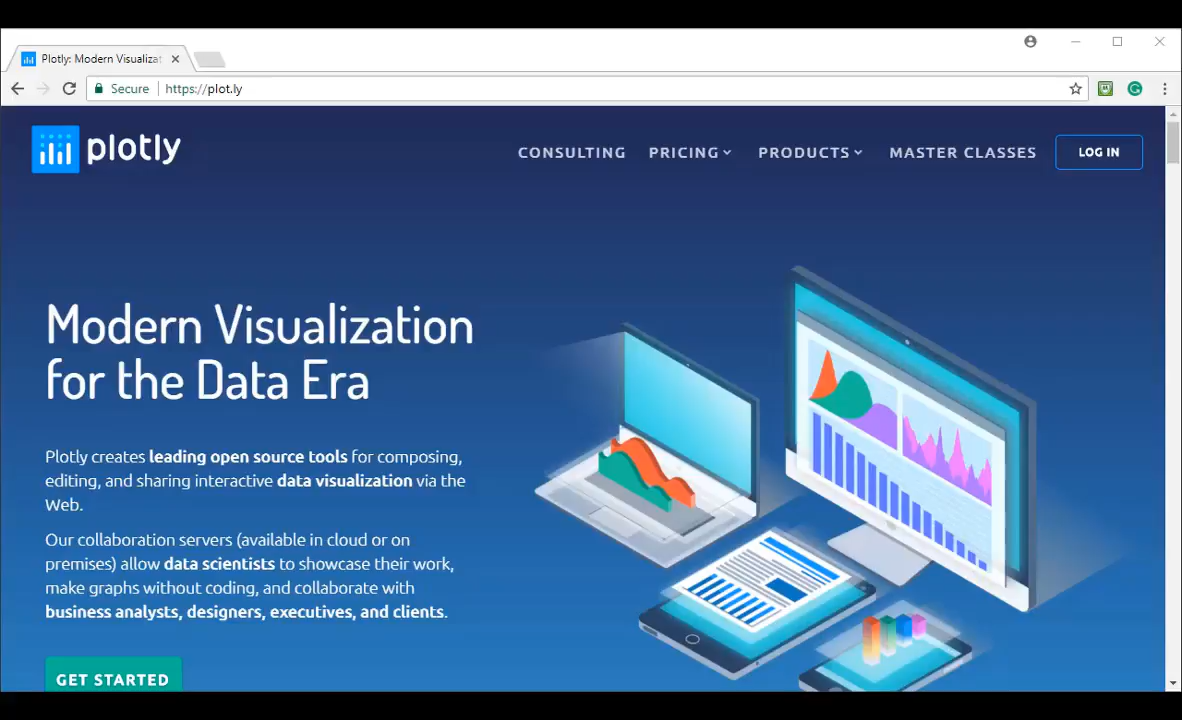 Plotly: Modern Visualizat
Secure https://plot.ly
plotly
CONSULTING PRICING PRODUCTS MASTER CLASSES LOG IN
Modern Visualization
for the Data Era
Plotly creates leading open source tools for composing,
editing, and sharing interactive data visualization via the
Web.
Our collaboration servers (available in cloud or on
premises) allow data scientists to showcase their work,
make graphs without coding, and collaborate with
business analysts, designers, executives, and clients.
GET STARTED